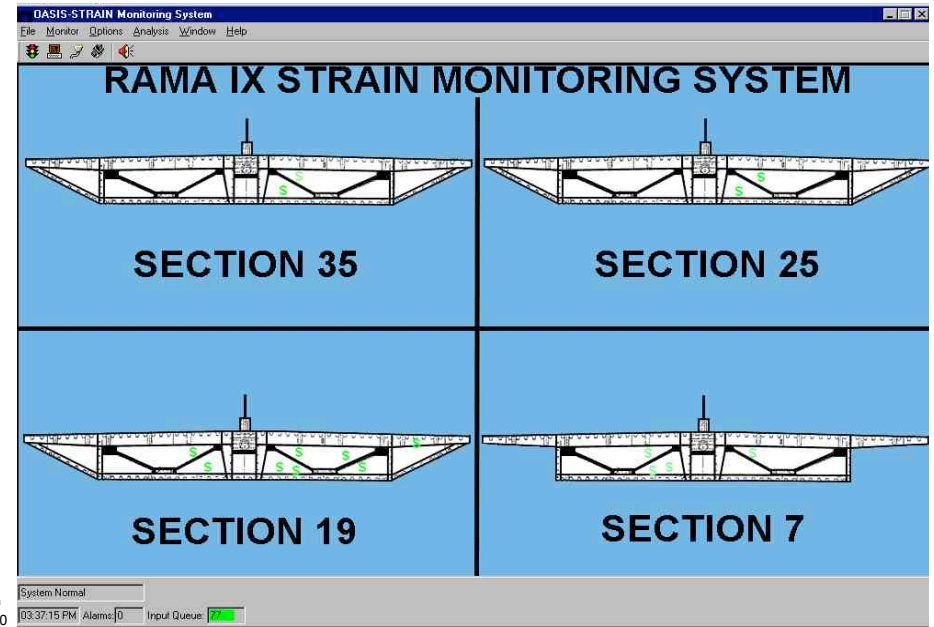 OASIS-STRAIN Monitoring System
File Monitor Options Analysis Window Help
RAMA IX STRAIN MONITORING SYSTEM
S
S
S
S
SECTION 35
SECTION 25
S
S
S
S
S
S
S
S
S
S
S
S
S
SECTION 19
SECTION 7
System Normal
03:37:15 PM Alarms: 0 Input Queue: 77
0